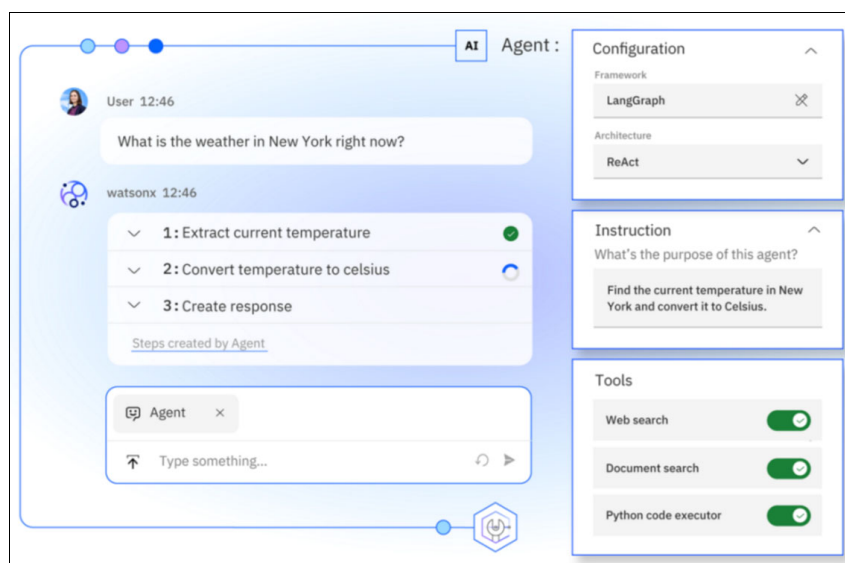 AI Agent :
User 12:46
What is the weather in New York right now?
watsonx 12:46
1: Extract current temperature
2: Convert temperature to celsius
3: Create response
Steps created by Agent
Agent
Type something...
Configuration
Framework
LangGraph
Architecture
ReAct
Instruction
What's the purpose of this agent?
Find the current temperature in New
York and convert it to Celsius.
Tools
Web search
Document search
Python code executor